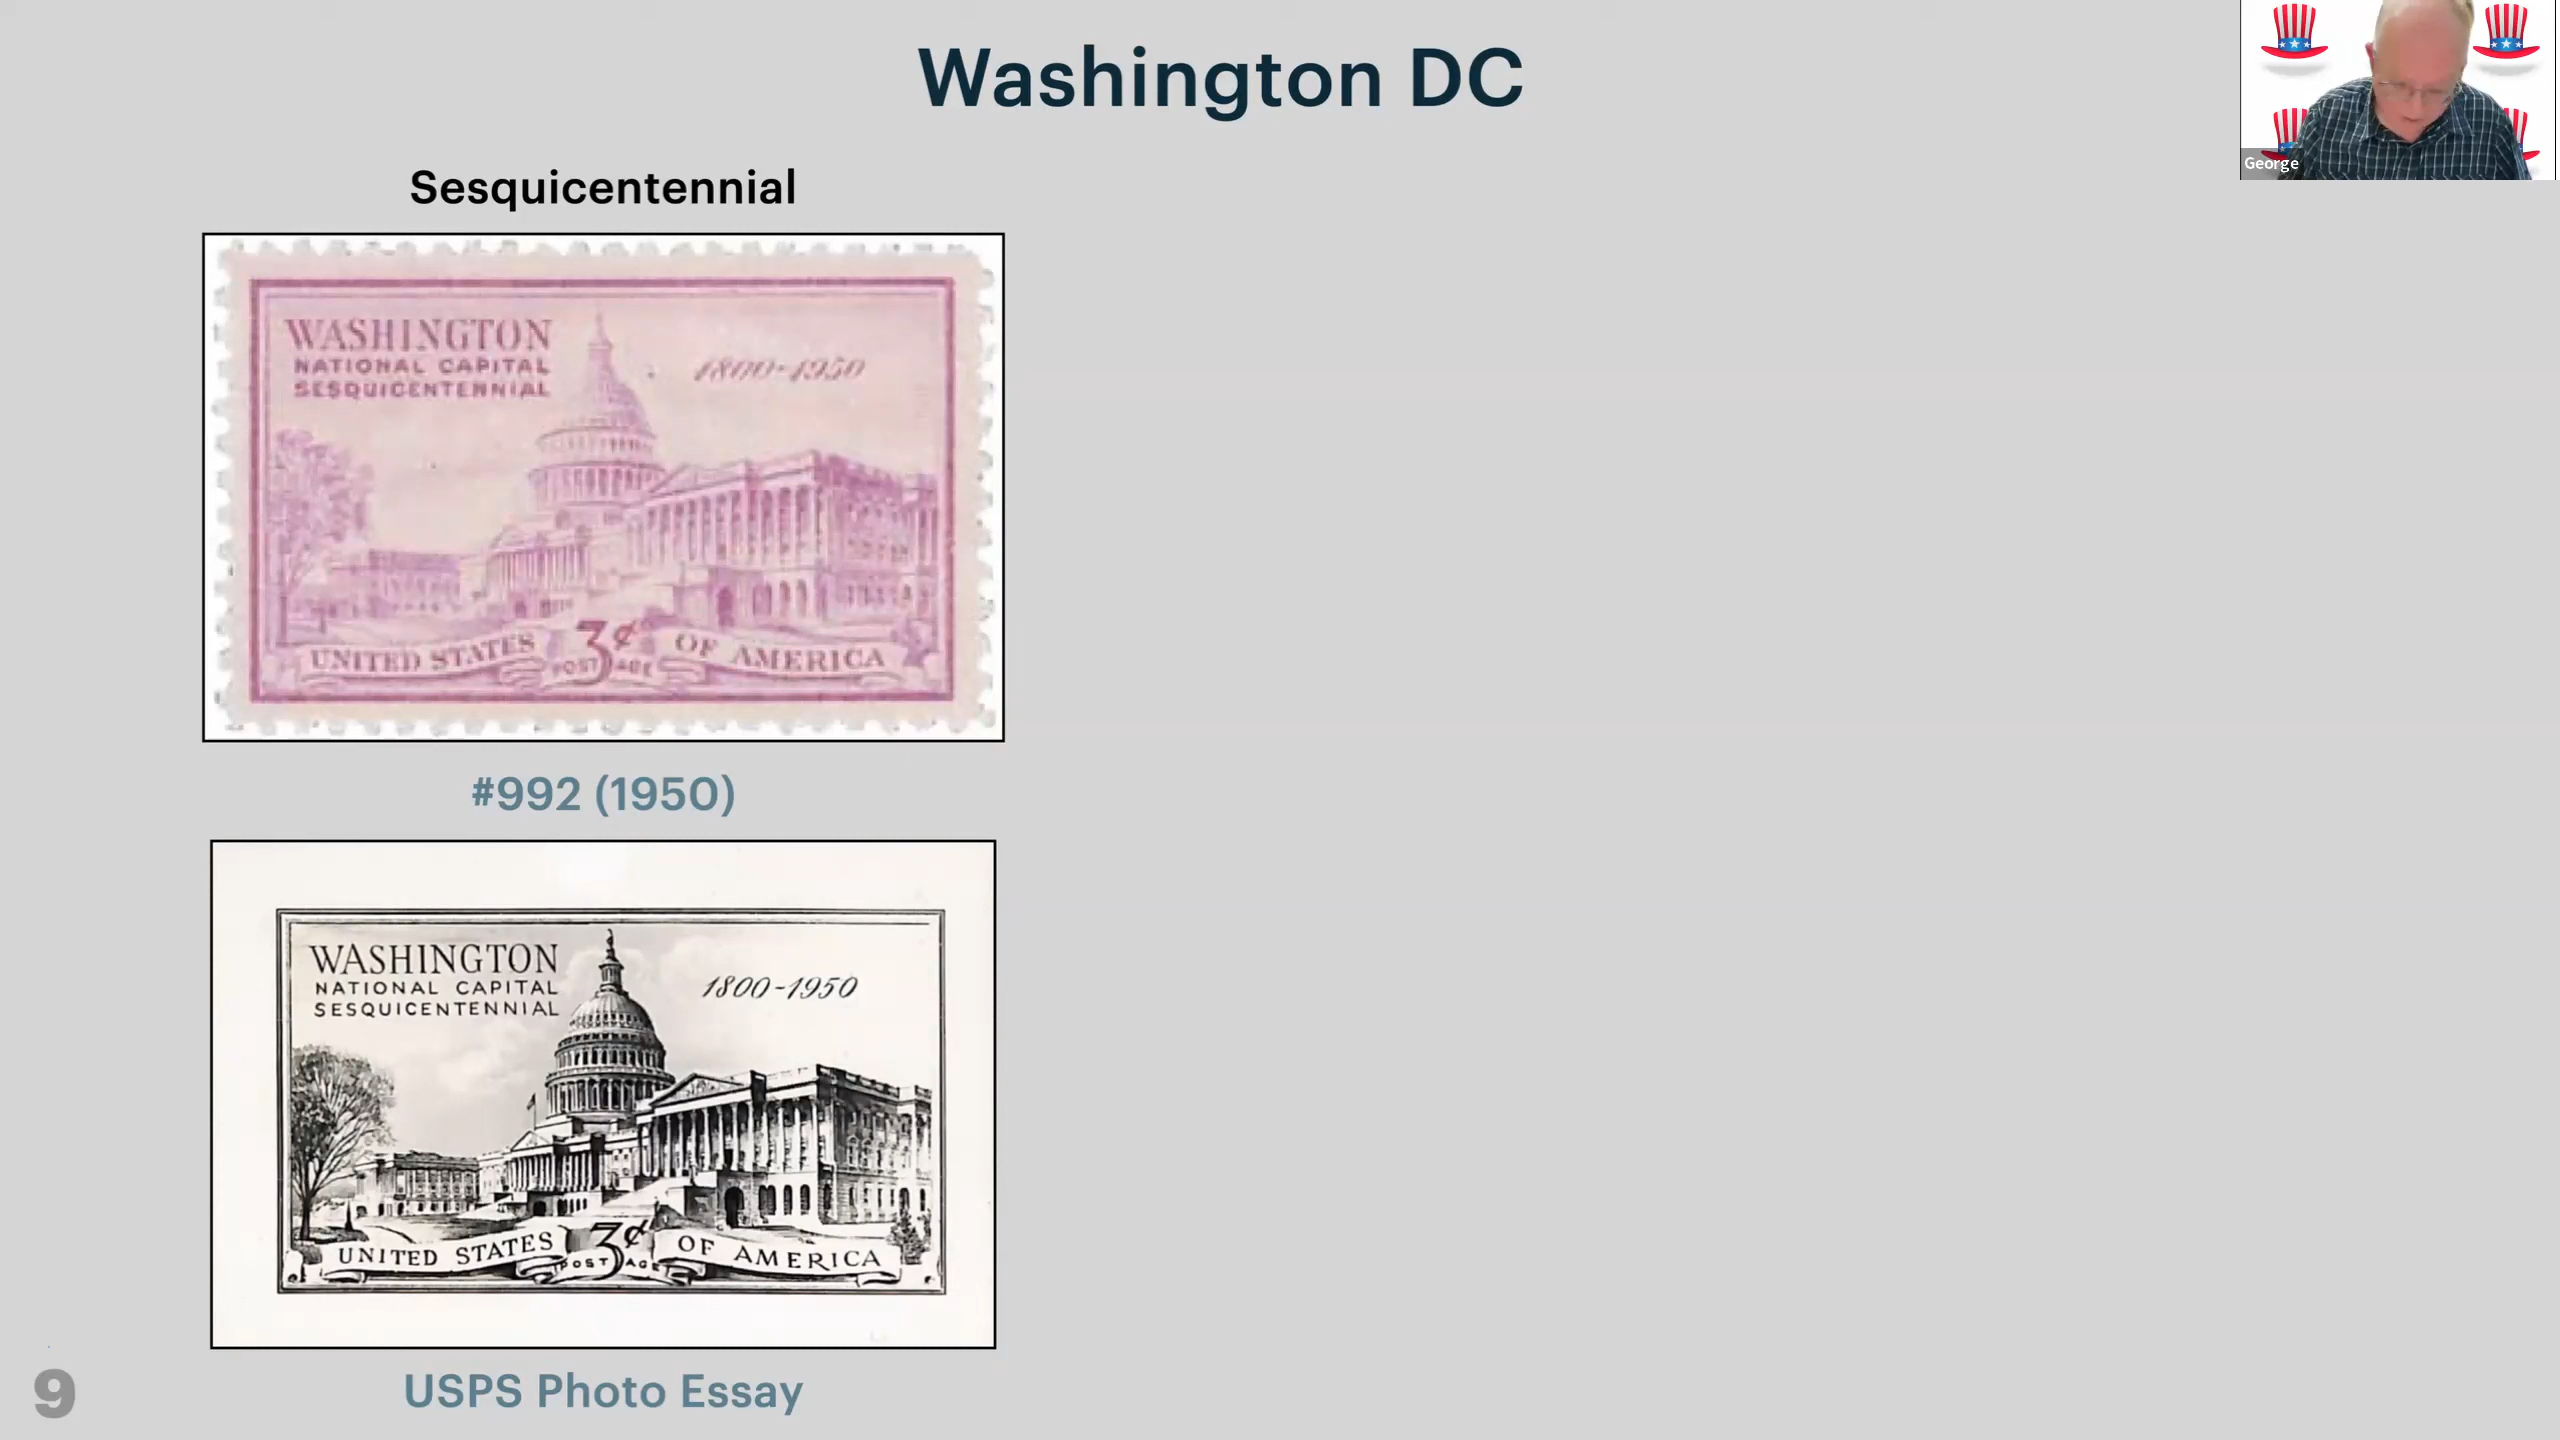 Washington DC
George
Sesquicentennial
WASHINGTON
NATIONAL CAPITAL
SESQUICENTENNIAL
1800-1950
UNITED STATES 3¢ OF AMERICA
POSTAGE
#992 (1950)
WASHINGTON
NATIONAL CAPITAL
SESQUICENTENNIAL
1800-1950
UNITED STATES 3¢ OF AMERICA
POSTAGE
USPS Photo Essay
9